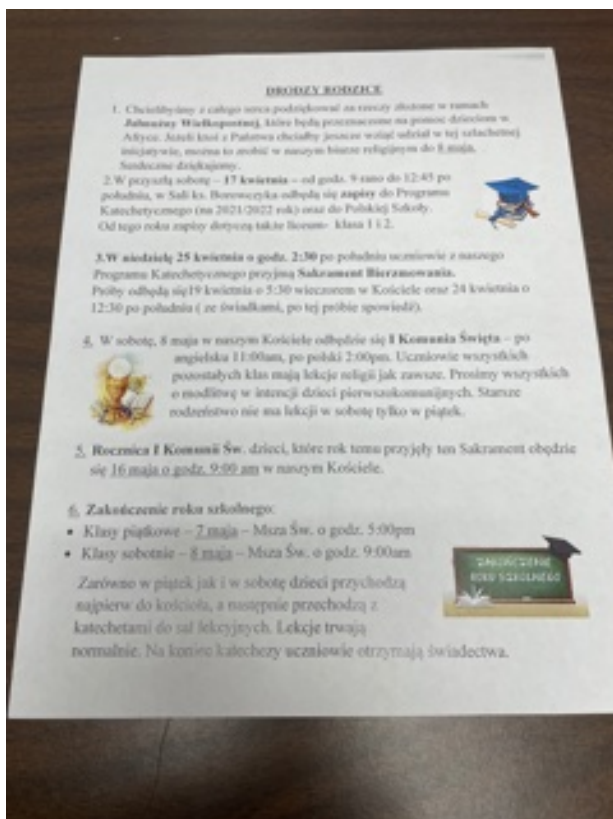 DRODZY RODZICE
1. Chcielibyśmy z całego serca podziękować za rzeczy złożone w ramach
Jałmużny Wielkopostnej, które będą przeznaczone na pomoc dzieciom w
Afryce. Jeżeli ktoś z Państwa chciałby jeszcze wziąć udział w tej szlachetnej
inicjatywie, można to zrobić w naszym biurze religijnym do 8 maja.
Serdecznie dziękujemy.
2.W przyszłą sobotę – 17 kwietnia – od godz. 9 rano do 12:45 po
południu, w Sali ks. Borowczyka odbędą się zapisy do Programu
Katechetycznego (na 2021/2022 rok) oraz do Polskiej Szkoły.
Od tego roku zapisy dotyczą także liceum- klasa 1 i 2.
3.W niedzielę 25 kwietnia o godz. 2:30 po południu uczniowie z naszego
Programu Katechetycznego przyjmą Sakrament Bierzmowania.
Próby odbędą się19 kwietnia o 5:30 wieczorem w Kościele oraz 24 kwietnia o
12:30 po południu ( ze świadkami, po tej próbie spowiedź).
4. W sobotę, 8 maja w naszym Kościele odbędzie się I Komunia Święta – po
angielsku 11:00am, po polski 2:00pm. Uczniowie wszystkich
pozostałych klas mają lekcje religii jak zawsze. Prosimy wszystkich
o modlitwę w intencji dzieci pierwszokomunijnych. Starsze
rodzeństwo nie ma lekcji w sobotę tylko w piątek.
5. Rocznica I Komunii Św. dzieci, które rok temu przyjęły ten Sakrament obędzie
się 16 maja o godz. 9:00 am w naszym Kościele.
6. Zakończenie roku szkolnego:
• Klasy piątkowe – 7 maja – Msza Św. o godz. 5:00pm
• Klasy sobotnie – 8 maja – Msza Św. o godz. 9:00am
ZAKOŃCZENIE
ROKU SZKOLNEGO
Zarówno w piątek jak i w sobotę dzieci przychodzą
najpierw do kościoła, a następnie przechodzą z
katechetami do sal lekcyjnych. Lekcje trwają
normalnie. Na koniec katechezy uczniowie otrzymają świadectwa.